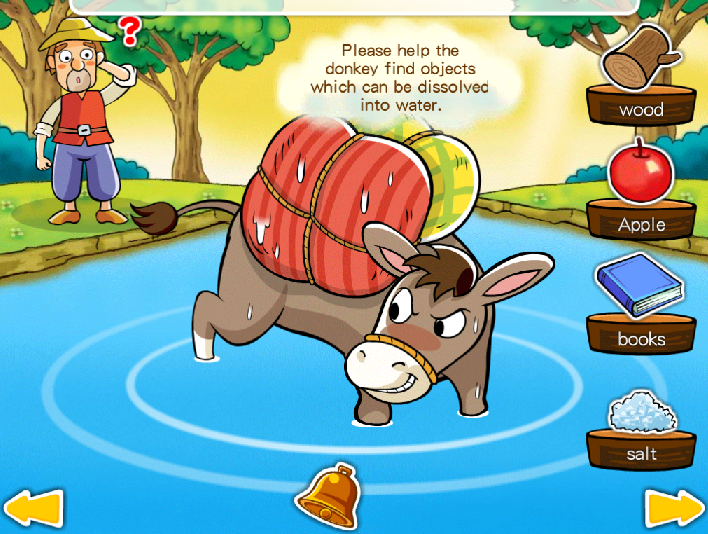 ?
Please help the
donkey find objects
which can be dissolved
into water.
wood
Apple
books
salt